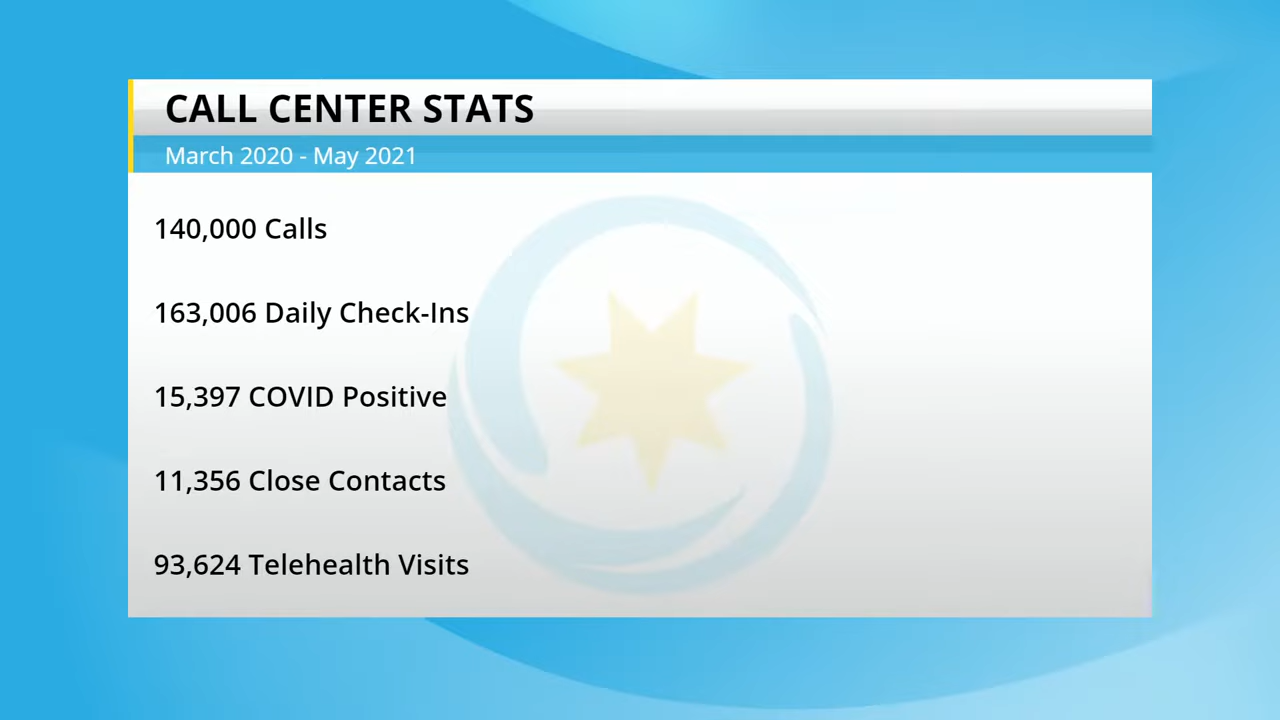 CALL CENTER STATS
March 2020 - May 2021
140,000 Calls
163,006 Daily Check-Ins
15,397 COVID Positive
11,356 Close Contacts
93,624 Telehealth Visits